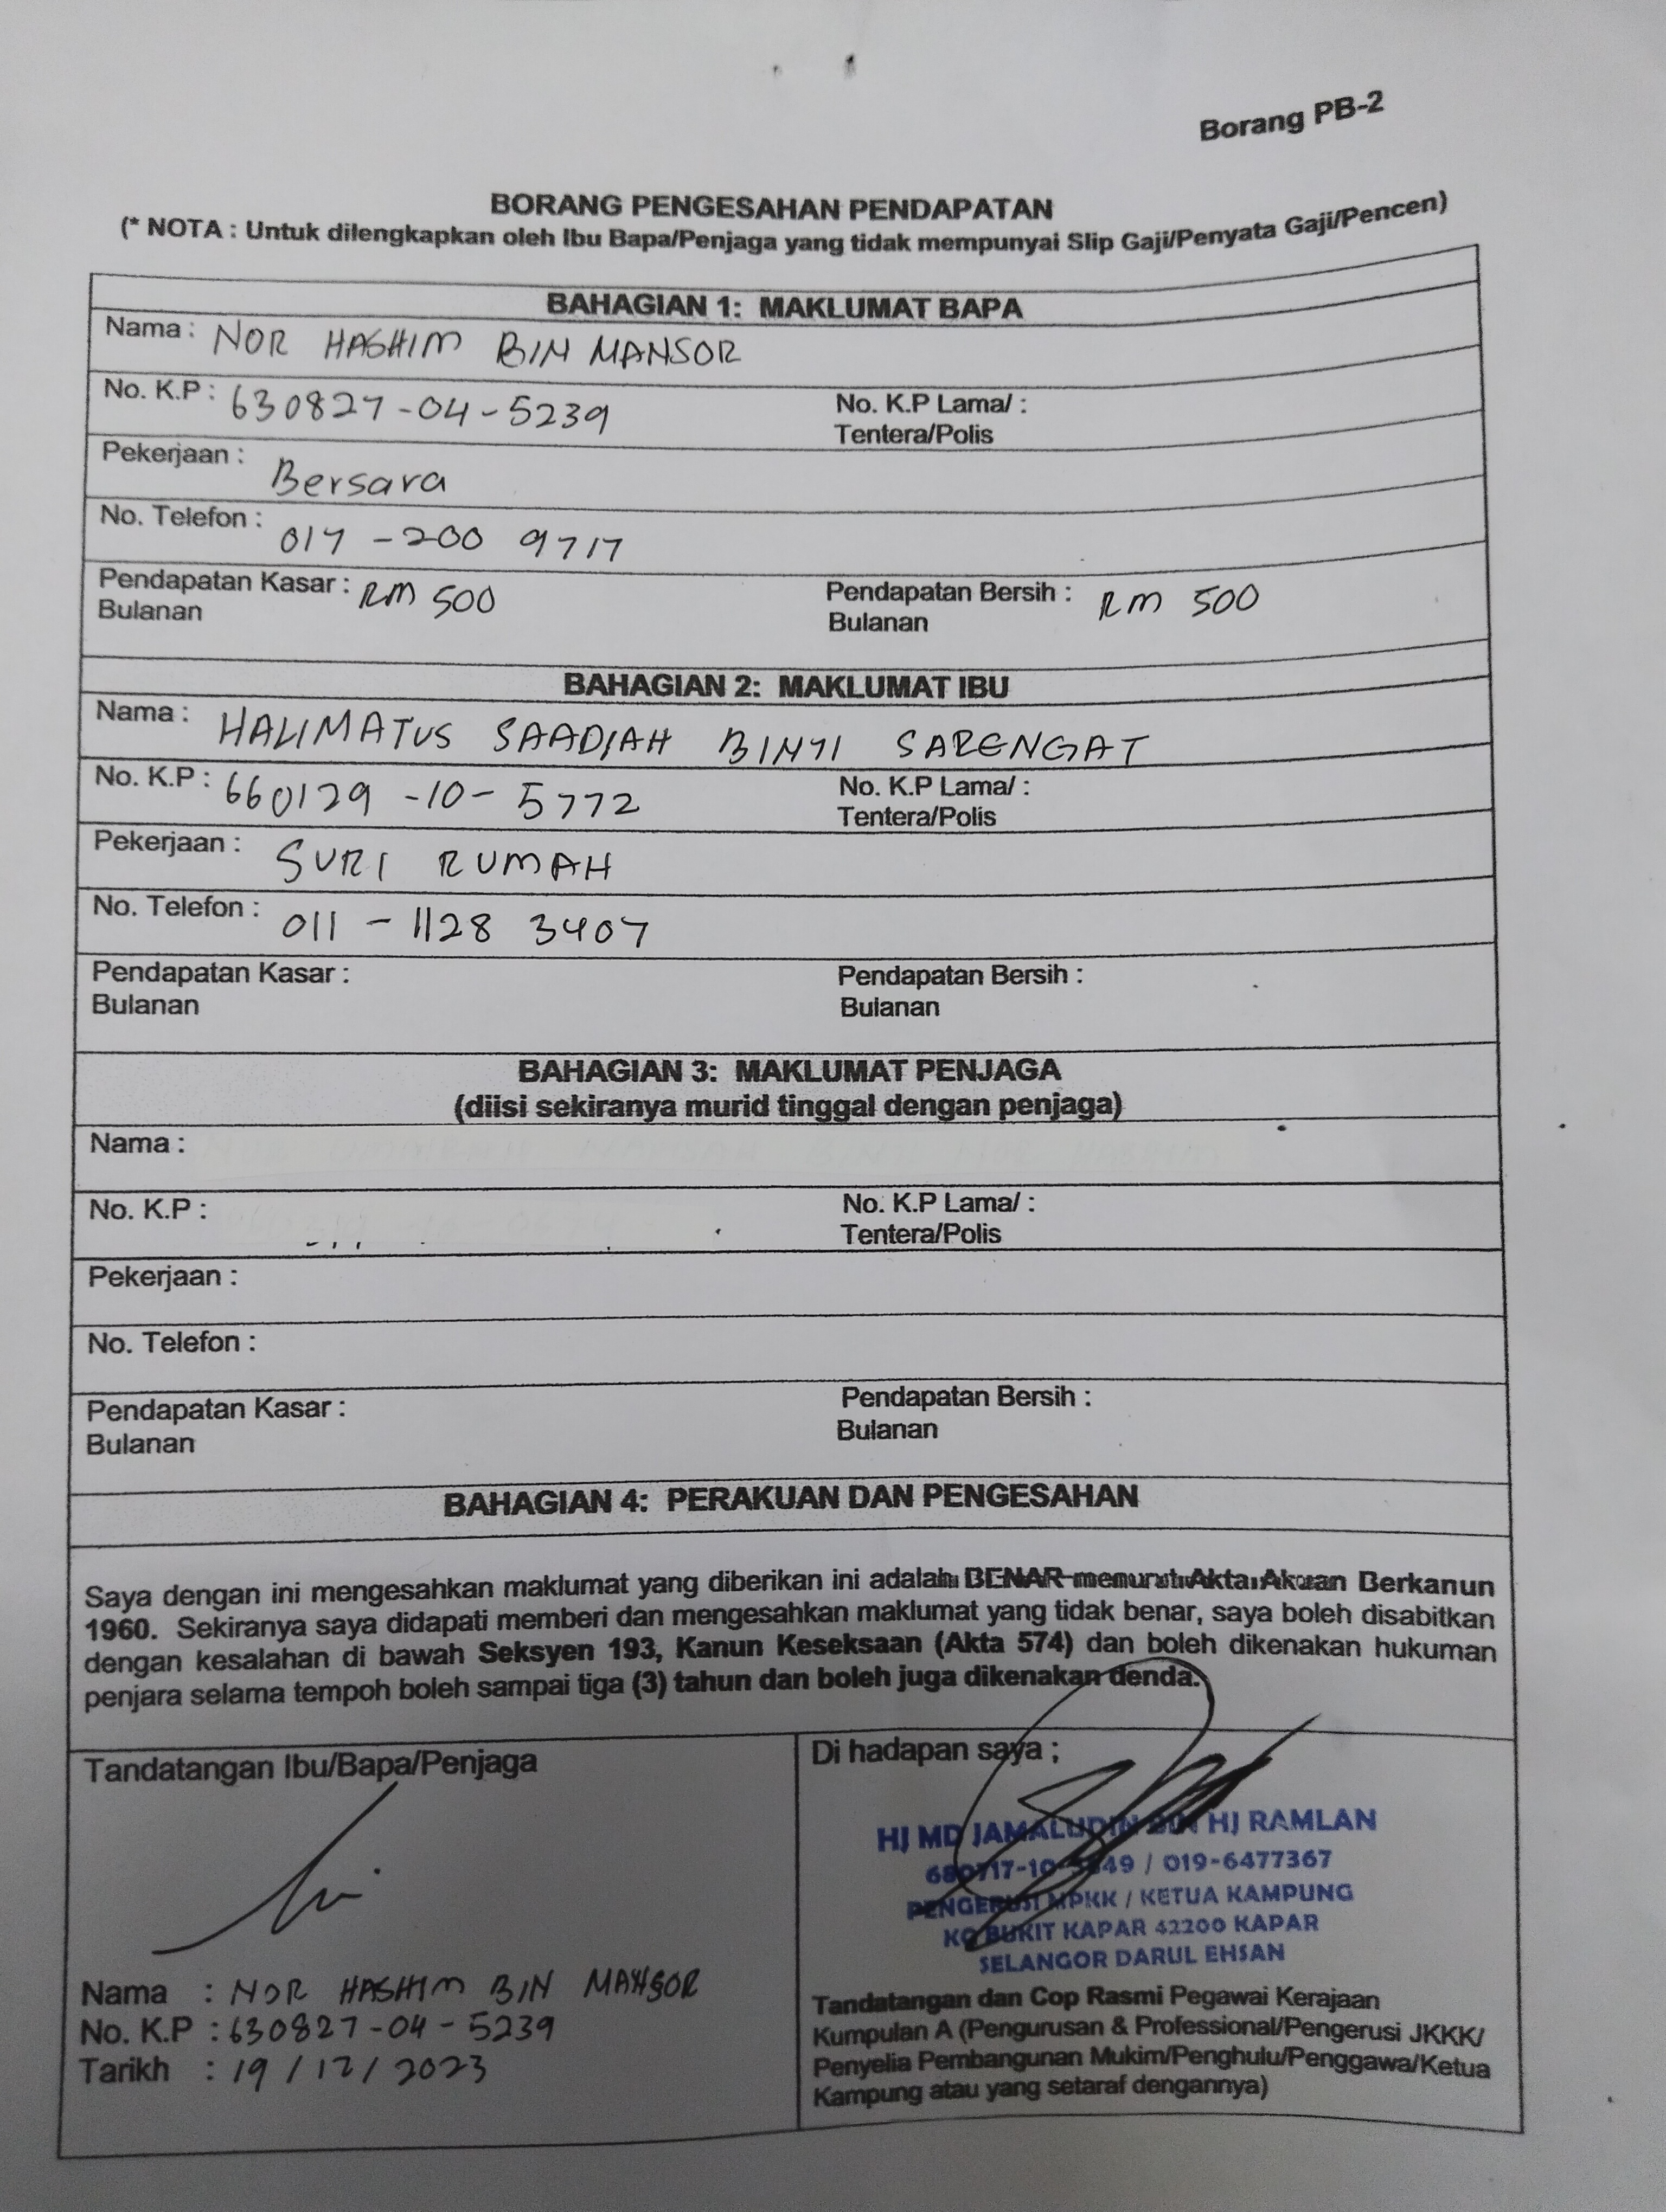 Borang PB-2
BORANG PENGESAHAN PENDAPATAN
(* NOTA : Untuk dilengkapkan oleh Ibu Bapa/Penjaga yang tidak mempunyai Slip Gaji/Penyata Gaji/Pencen)
BAHAGIAN 1: MAKLUMAT BAPA
Nama : NOR HASHIM BIN MANSOR
No. K.P : 630827-04-5239 No. K.P Lama/ :
Tentera/Polis
Pekerjaan : Bersara
No. Telefon : 017 - 200 9717
Pendapatan Kasar : RM 500 Pendapatan Bersih : RM 500
Bulanan Bulanan
BAHAGIAN 2: MAKLUMAT IBU
Nama : HALIMATUS SAADIAH BINTI SARENGAT
No. K.P : 660129 -10- 5772 No. K.P Lama/ :
Tentera/Polis
Pekerjaan : SURI RUMAH
No. Telefon : 011 - 1128 3407
Pendapatan Kasar : Pendapatan Bersih :
Bulanan Bulanan
BAHAGIAN 3: MAKLUMAT PENJAGA
(diisi sekiranya murid tinggal dengan penjaga)
Nama :
No. K.P : No. K.P Lama/ :
Tentera/Polis
Pekerjaan :
No. Telefon :
Pendapatan Kasar : Pendapatan Bersih :
Bulanan Bulanan
BAHAGIAN 4: PERAKUAN DAN PENGESAHAN
Saya dengan ini mengesahkan maklumat yang diberikan ini adalah BENAR menurut Akta Akuan Berkanun
1960. Sekiranya saya didapati memberi dan mengesahkan maklumat yang tidak benar, saya boleh disabitkan
dengan kesalahan di bawah Seksyen 193, Kanun Keseksaan (Akta 574) dan boleh dikenakan hukuman
penjara selama tempoh boleh sampai tiga (3) tahun dan boleh juga dikenakan denda.
Tandatangan Ibu/Bapa/Penjaga
Nama : NOR HASHIM BIN MANSOR
No. K.P : 630827-04-5239
Tarikh : 19/12/2023
Di hadapan saya ;
HJ MD JAMALUDIN BIN HJ RAMLAN
/ 019-6477367
PENGERUSI MPKK / KETUA KAMPUNG
KG BUKIT KAPAR 42200 KAPAR
SELANGOR DARUL EHSAN
Tandatangan dan Cop Rasmi Pegawai Kerajaan
Kumpulan A (Pengurusan & Professional/Pengerusi JKKK/
Penyelia Pembangunan Mukim/Penghulu/Penggawa/Ketua
Kampung atau yang setaraf dengannya)